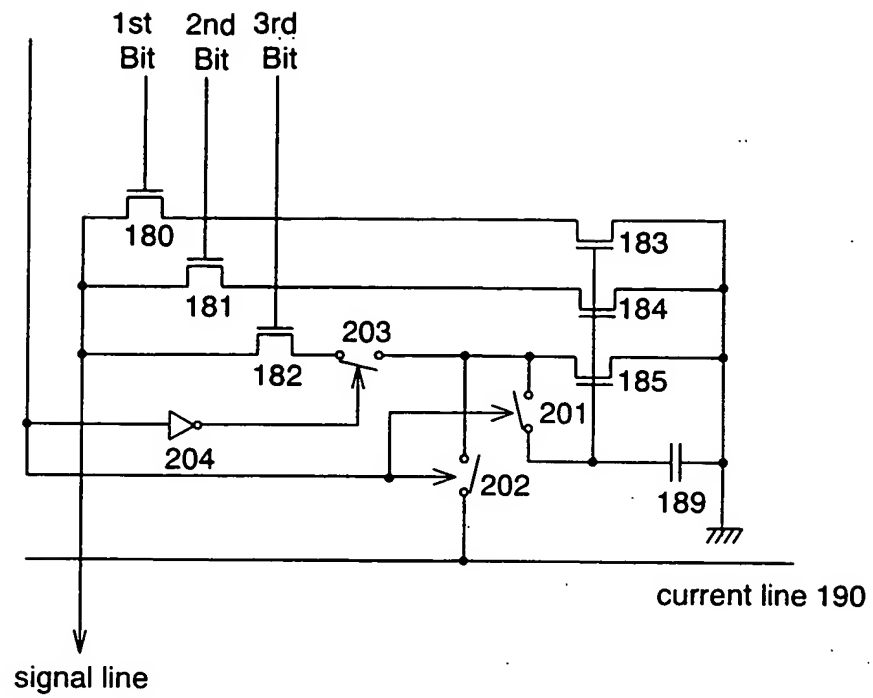 1st 2nd 3rd
Bit Bit Bit
180
183
181
184
203
182
185
201
204
202
189
current line 190
signal line